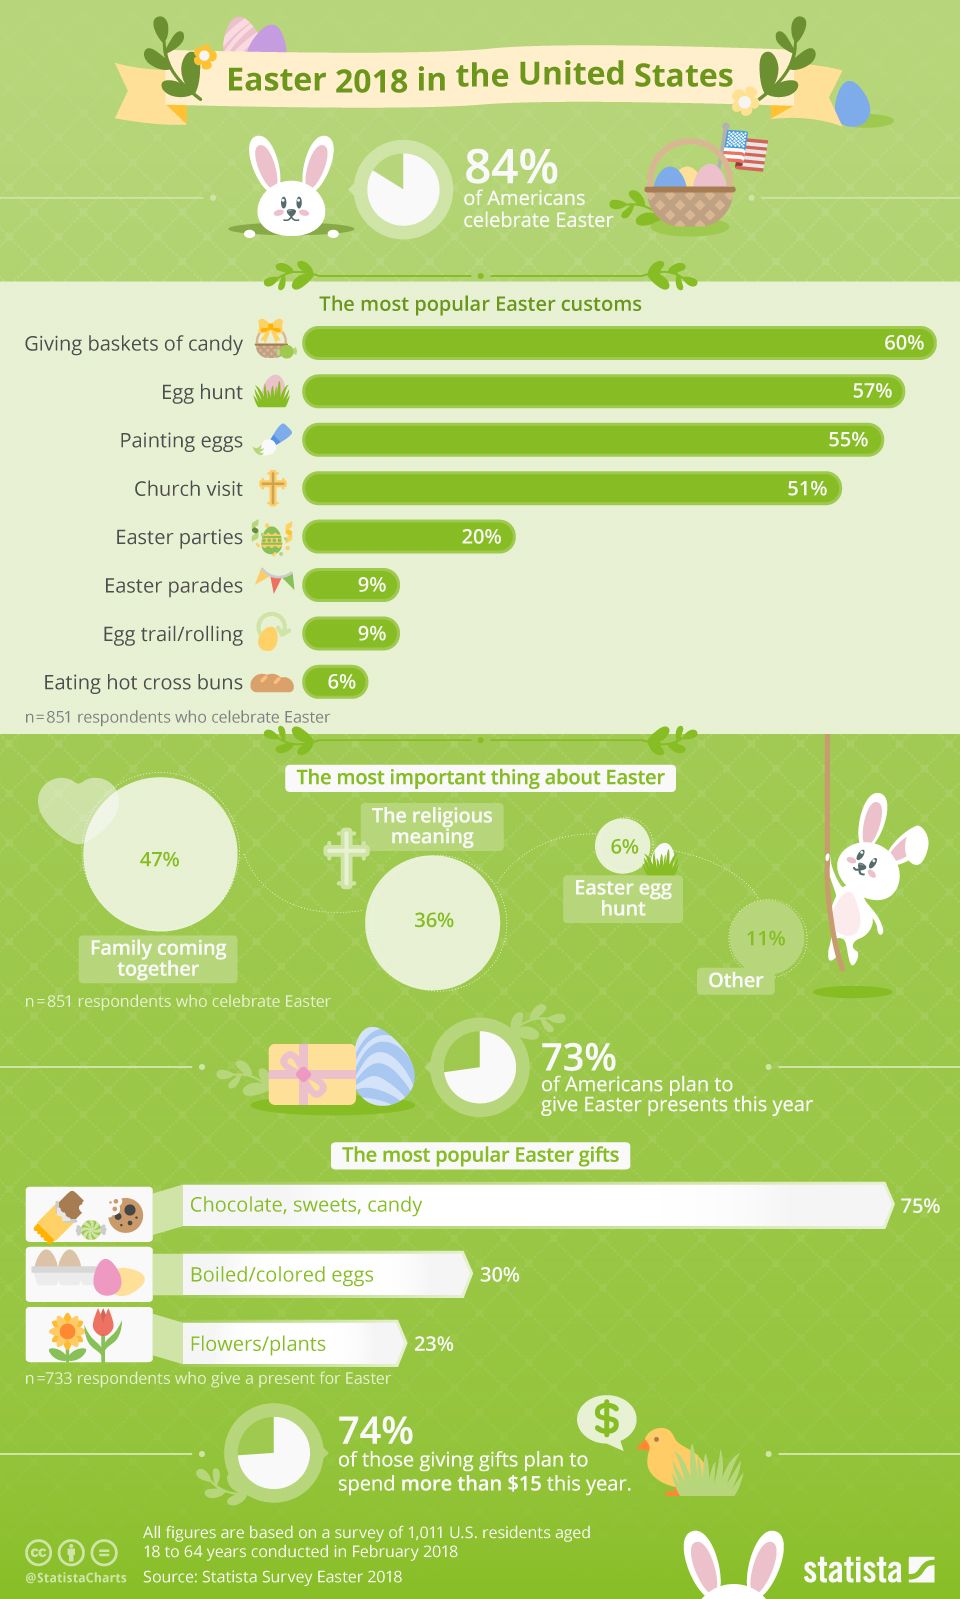 Easter 2018 in the United States
84%
of Americans
celebrate Easter
The most popular Easter customs
Giving baskets of candy 60%
Egg hunt 57%
Painting eggs 55%
Church visit 51%
Easter parties 20%
Easter parades 9%
Egg trail/rolling 9%
Eating hot cross buns 6%
n=851 respondents who celebrate Easter
The most important thing about Easter
47%
Family coming
together
The religious
meaning
36%
6%
Easter egg
hunt
11%
Other
n=851 respondents who celebrate Easter
73%
of Americans plan to
give Easter presents this year
The most popular Easter gifts
Chocolate, sweets, candy 75%
Boiled/colored eggs 30%
Flowers/plants 23%
n=733 respondents who give a present for Easter
74%
of those giving gifts plan to
spend more than $15 this year.
$
All figures are based on a survey of 1,011 U.S. residents aged
18 to 64 years conducted in February 2018
Source: Statista Survey Easter 2018
cc
@StatistaCharts
statista